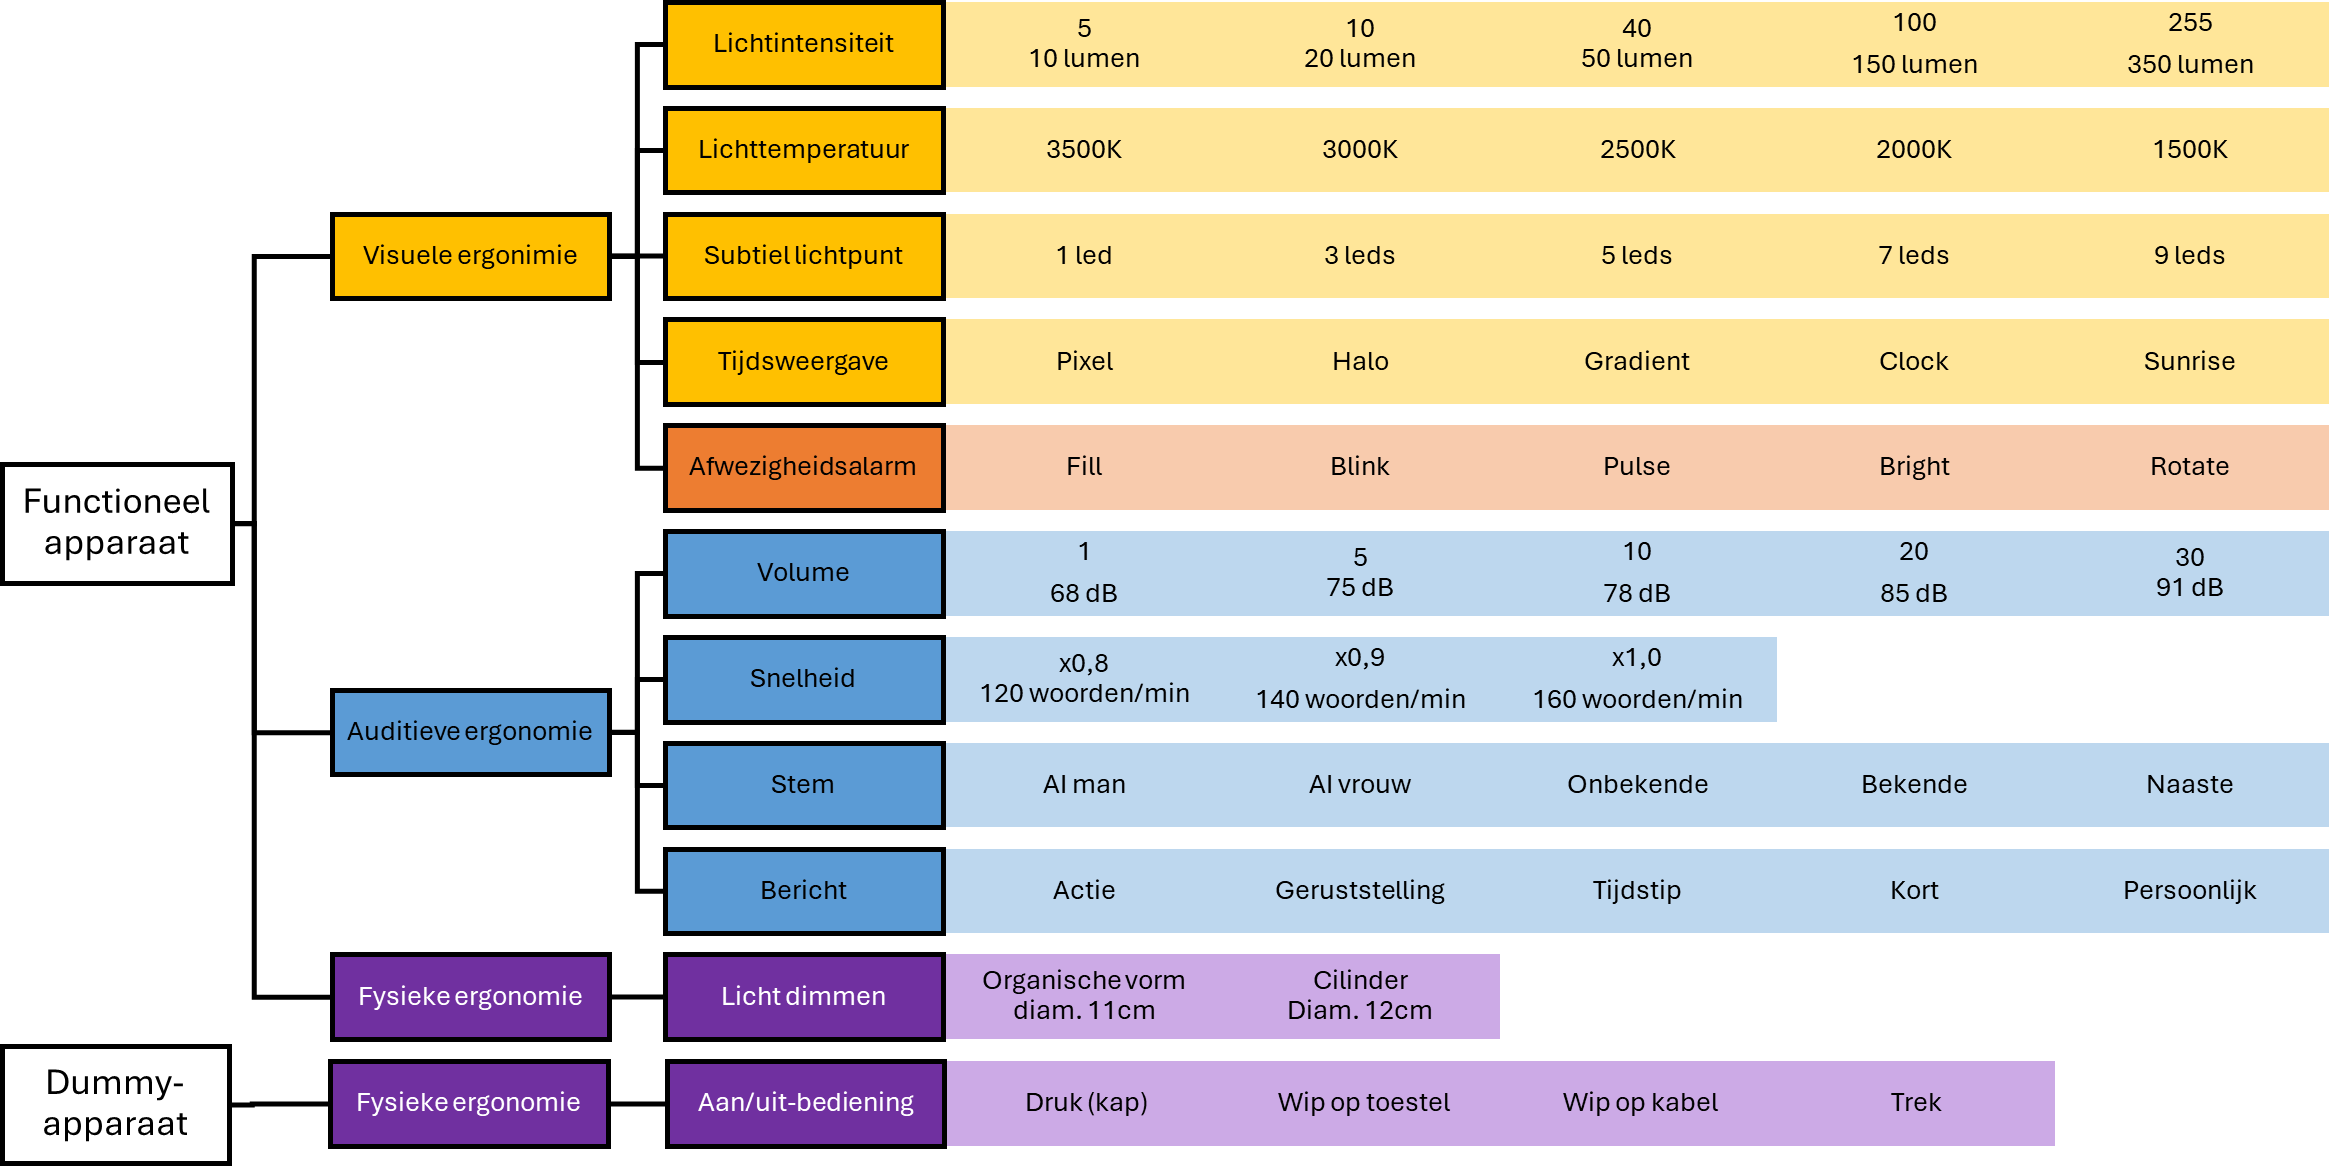 Lichtintensiteit
5
10 lumen
10
20 lumen
40
50 lumen
100
150 lumen
255
350 lumen
Lichttemperatuur
3500K
3000K
2500K
2000K
1500K
Visuele ergonimie
Subtiel lichtpunt
1 led
3 leds
5 leds
7 leds
9 leds
Tijdsweergave
Pixel
Halo
Gradient
Clock
Sunrise
Afwezigheidsalarm
Fill
Blink
Pulse
Bright
Rotate
Functioneel
apparaat
Volume
1
68 dB
5
75 dB
10
78 dB
20
85 dB
30
91 dB
Snelheid
x0,8
120 woorden/min
x0,9
140 woorden/min
x1,0
160 woorden/min
Auditieve ergonomie
Stem
AI man
AI vrouw
Onbekende
Bekende
Naaste
Bericht
Actie
Geruststelling
Tijdstip
Kort
Persoonlijk
Fysieke ergonomie
Licht dimmen
Organische vorm
diam. 11cm
Cilinder
Diam. 12cm
Dummy-
apparaat
Fysieke ergonomie
Aan/uit-bediening
Druk (kap)
Wip op toestel
Wip op kabel
Trek